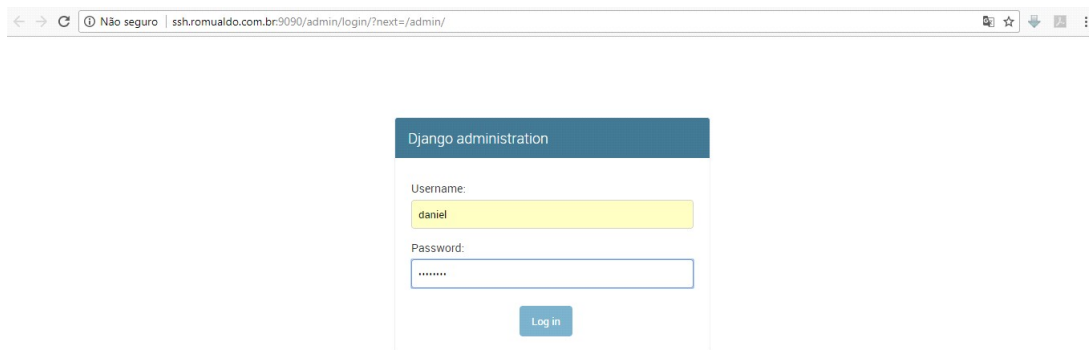 Não seguro ssh.romualdo.com.br:9090/admin/login/?next=/admin/
Django administration
Username:
daniel
Password:
········
Log in